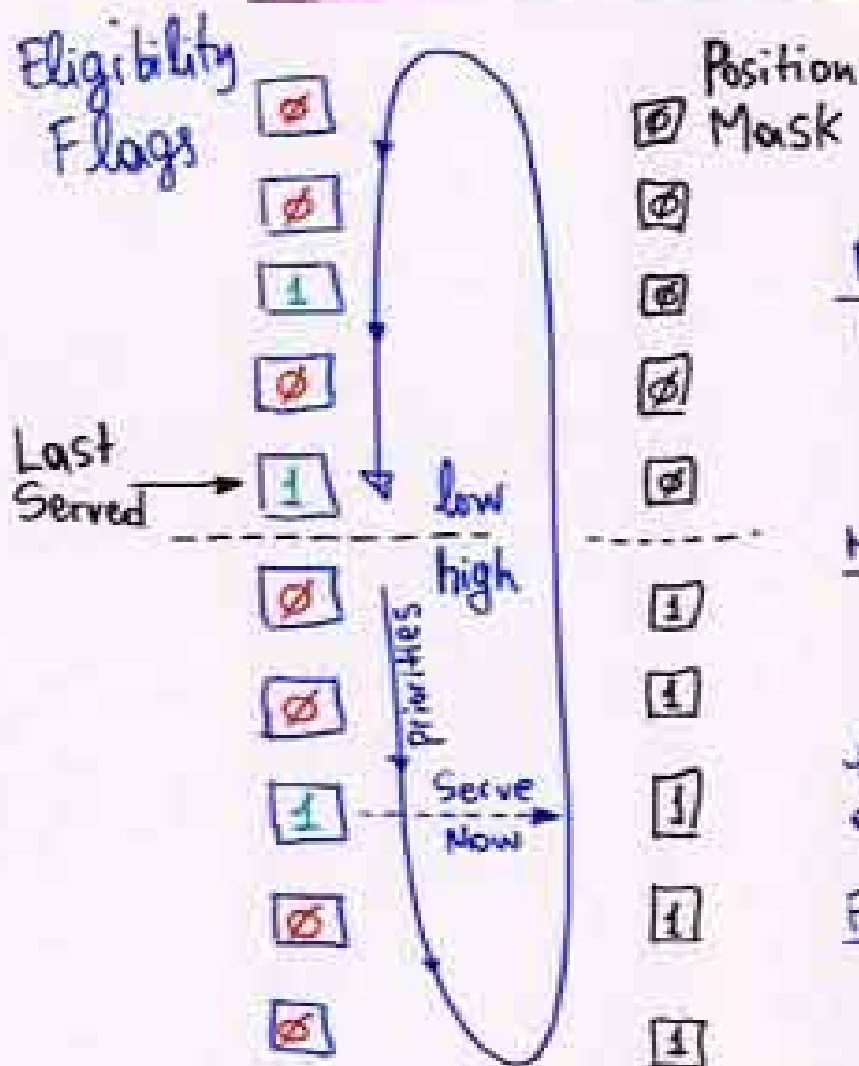 Eligibility
Flags
Position
Mask
Ø
Ø
Ø
Ø
1
Ø
Ø
Ø
Last
Served
1
Ø
low
high
Ø
1
priorities
Ø
1
1
1
Serve
Now
Ø
1
Ø
1